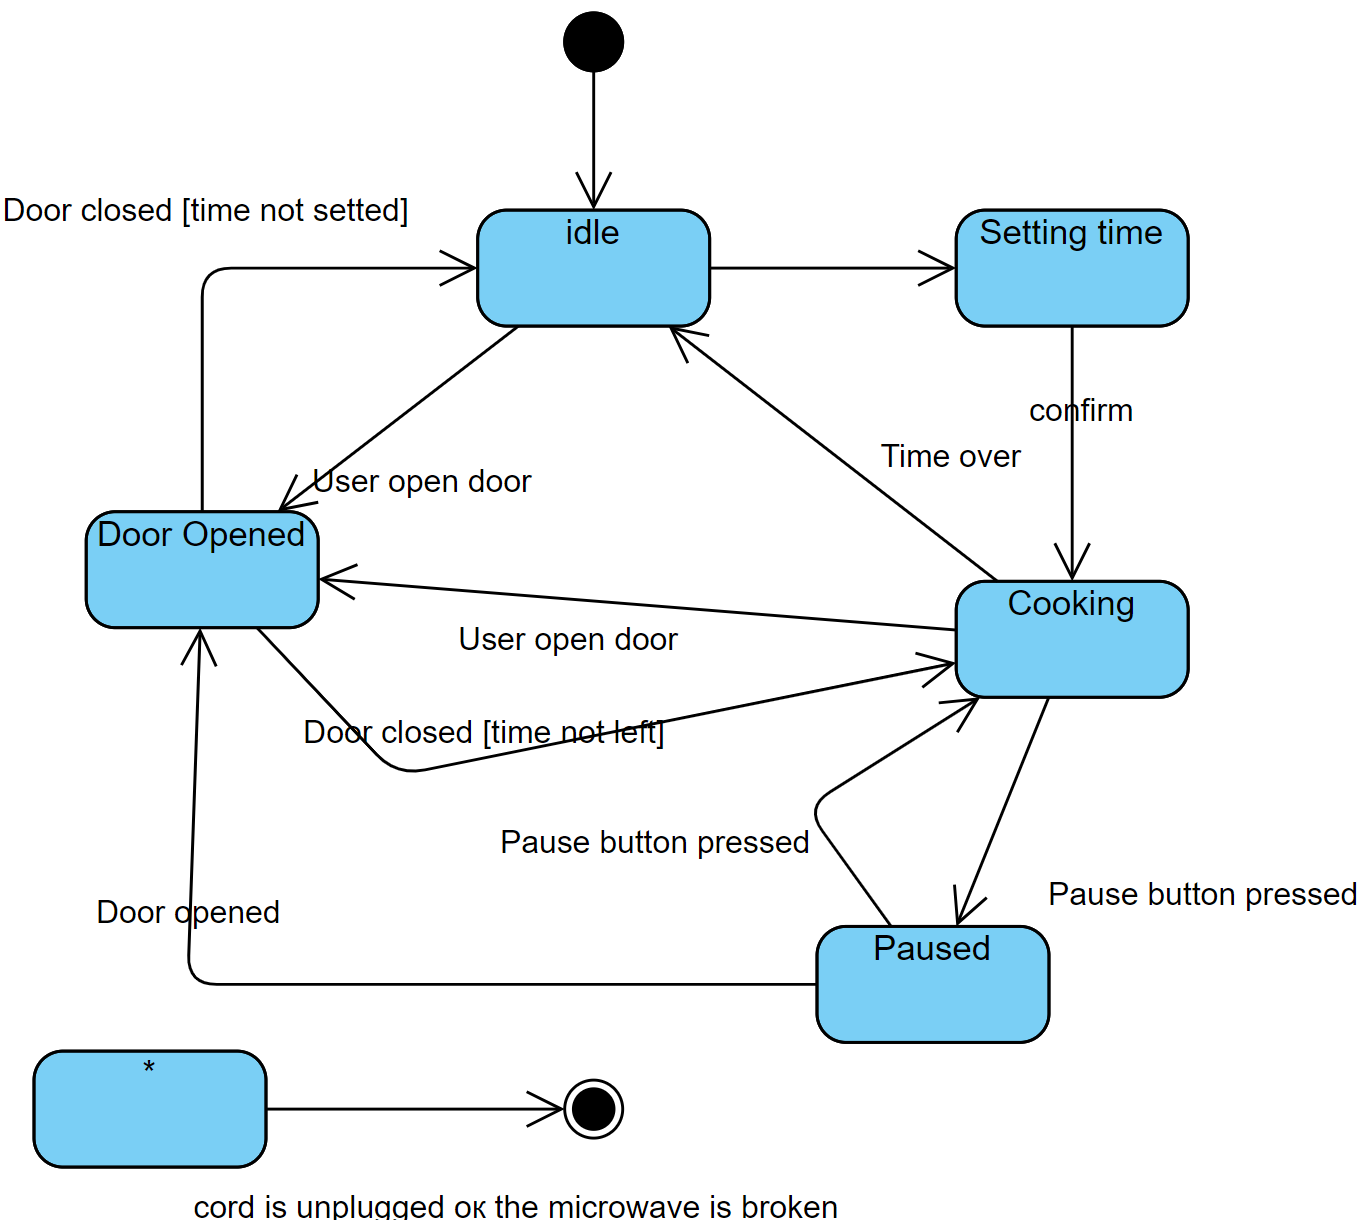 Door closed [time not setted]
idle
Setting time
confirm
Time over
User open door
Door Opened
Cooking
User open door
Door closed [time not left]
Pause button pressed
Pause button pressed
Door opened
Paused
*
cord is unplugged oк the microwave is broken